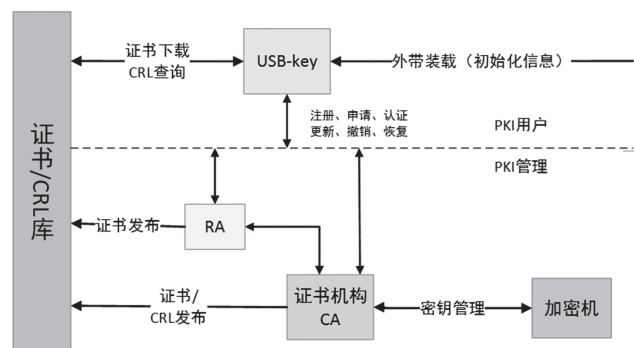 证书下载
CRL查询
USB-key
外带装载（初始化信息）
注册、申请、认证
更新、撤销、恢复
PKI用户
证书/CRL库
PKI管理
证书发布
RA
证书/
CRL发布
证书机构
CA
密钥管理
加密机